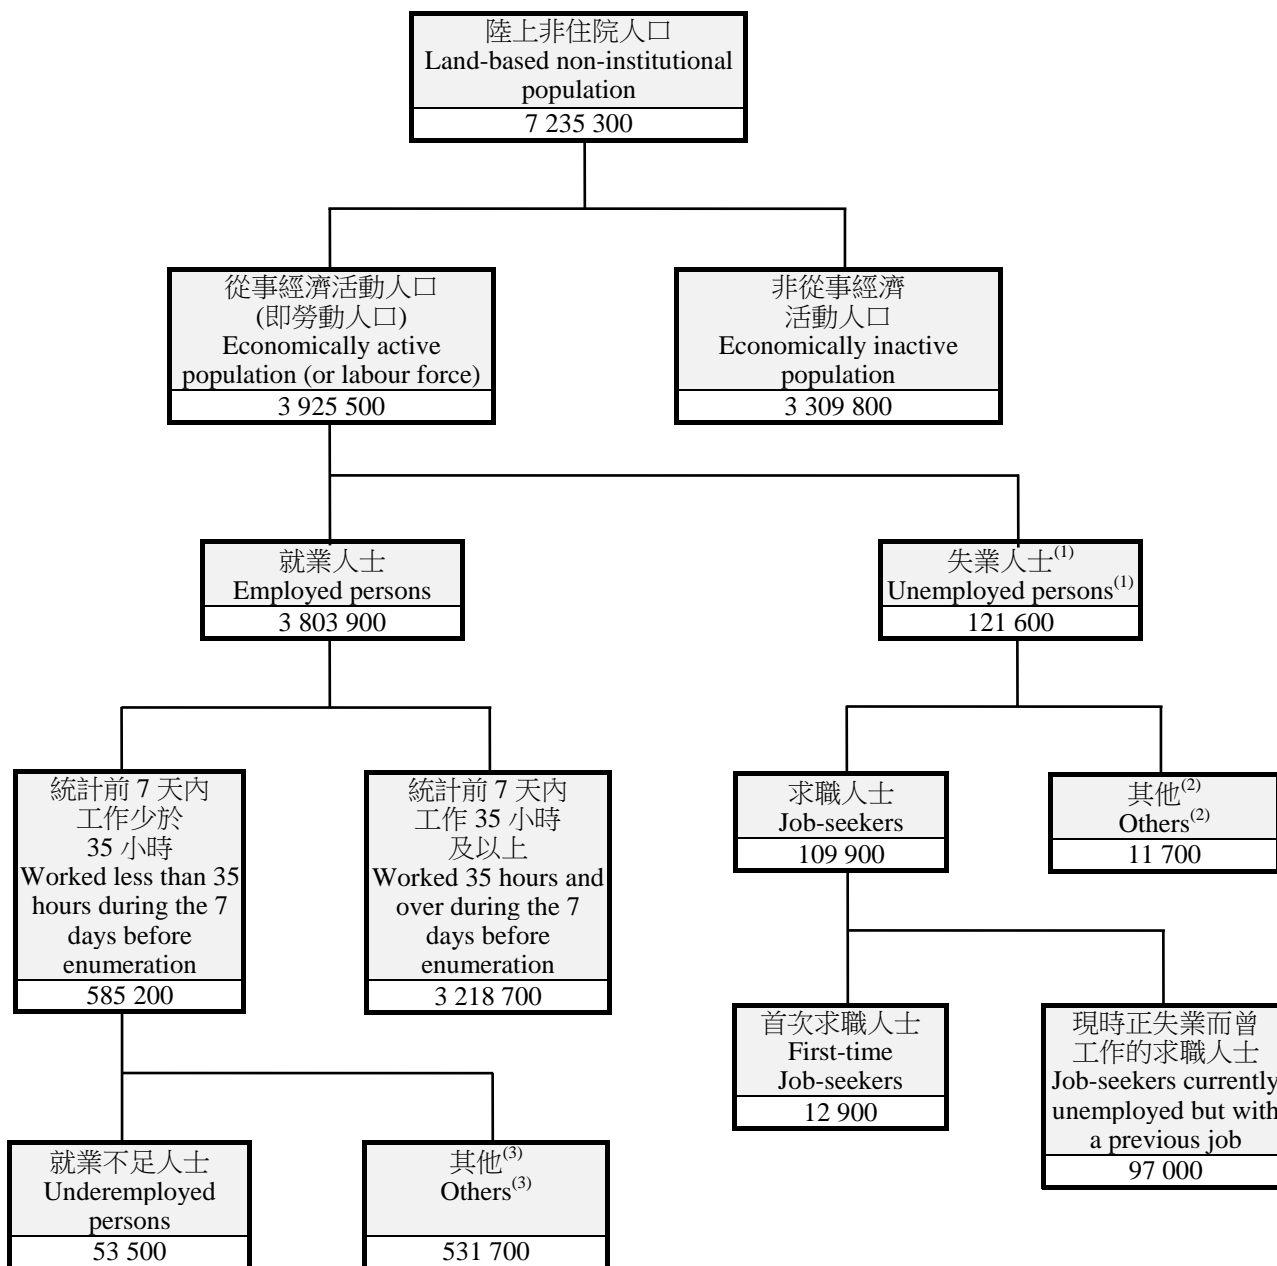 陸上非住院人口
Land-based non-institutional
population
7 235 300
從事經濟活動人口
(即勞動人口)
Economically active
population (or labour force)
3 925 500
非從事經濟
活動人口
Economically inactive
population
3 309 800
就業人士
Employed persons
3 803 900
失業人士(1)
Unemployed persons(1)
121 600
統計前 7 天內
工作少於
35 小時
Worked less than 35
hours during the 7
days before
enumeration
585 200
統計前 7 天內
工作 35 小時
及以上
Worked 35 hours and
over during the 7
days before
enumeration
3 218 700
求職人士
Job-seekers
109 900
其他(2)
Others(2)
11 700
首次求職人士
First-time
Job-seekers
12 900
現時正失業而曾
工作的求職人士
Job-seekers currently
unemployed but with
a previous job
97 000
就業不足人士
Underemployed
persons
53 500
其他(3)
Others(3)
531 700